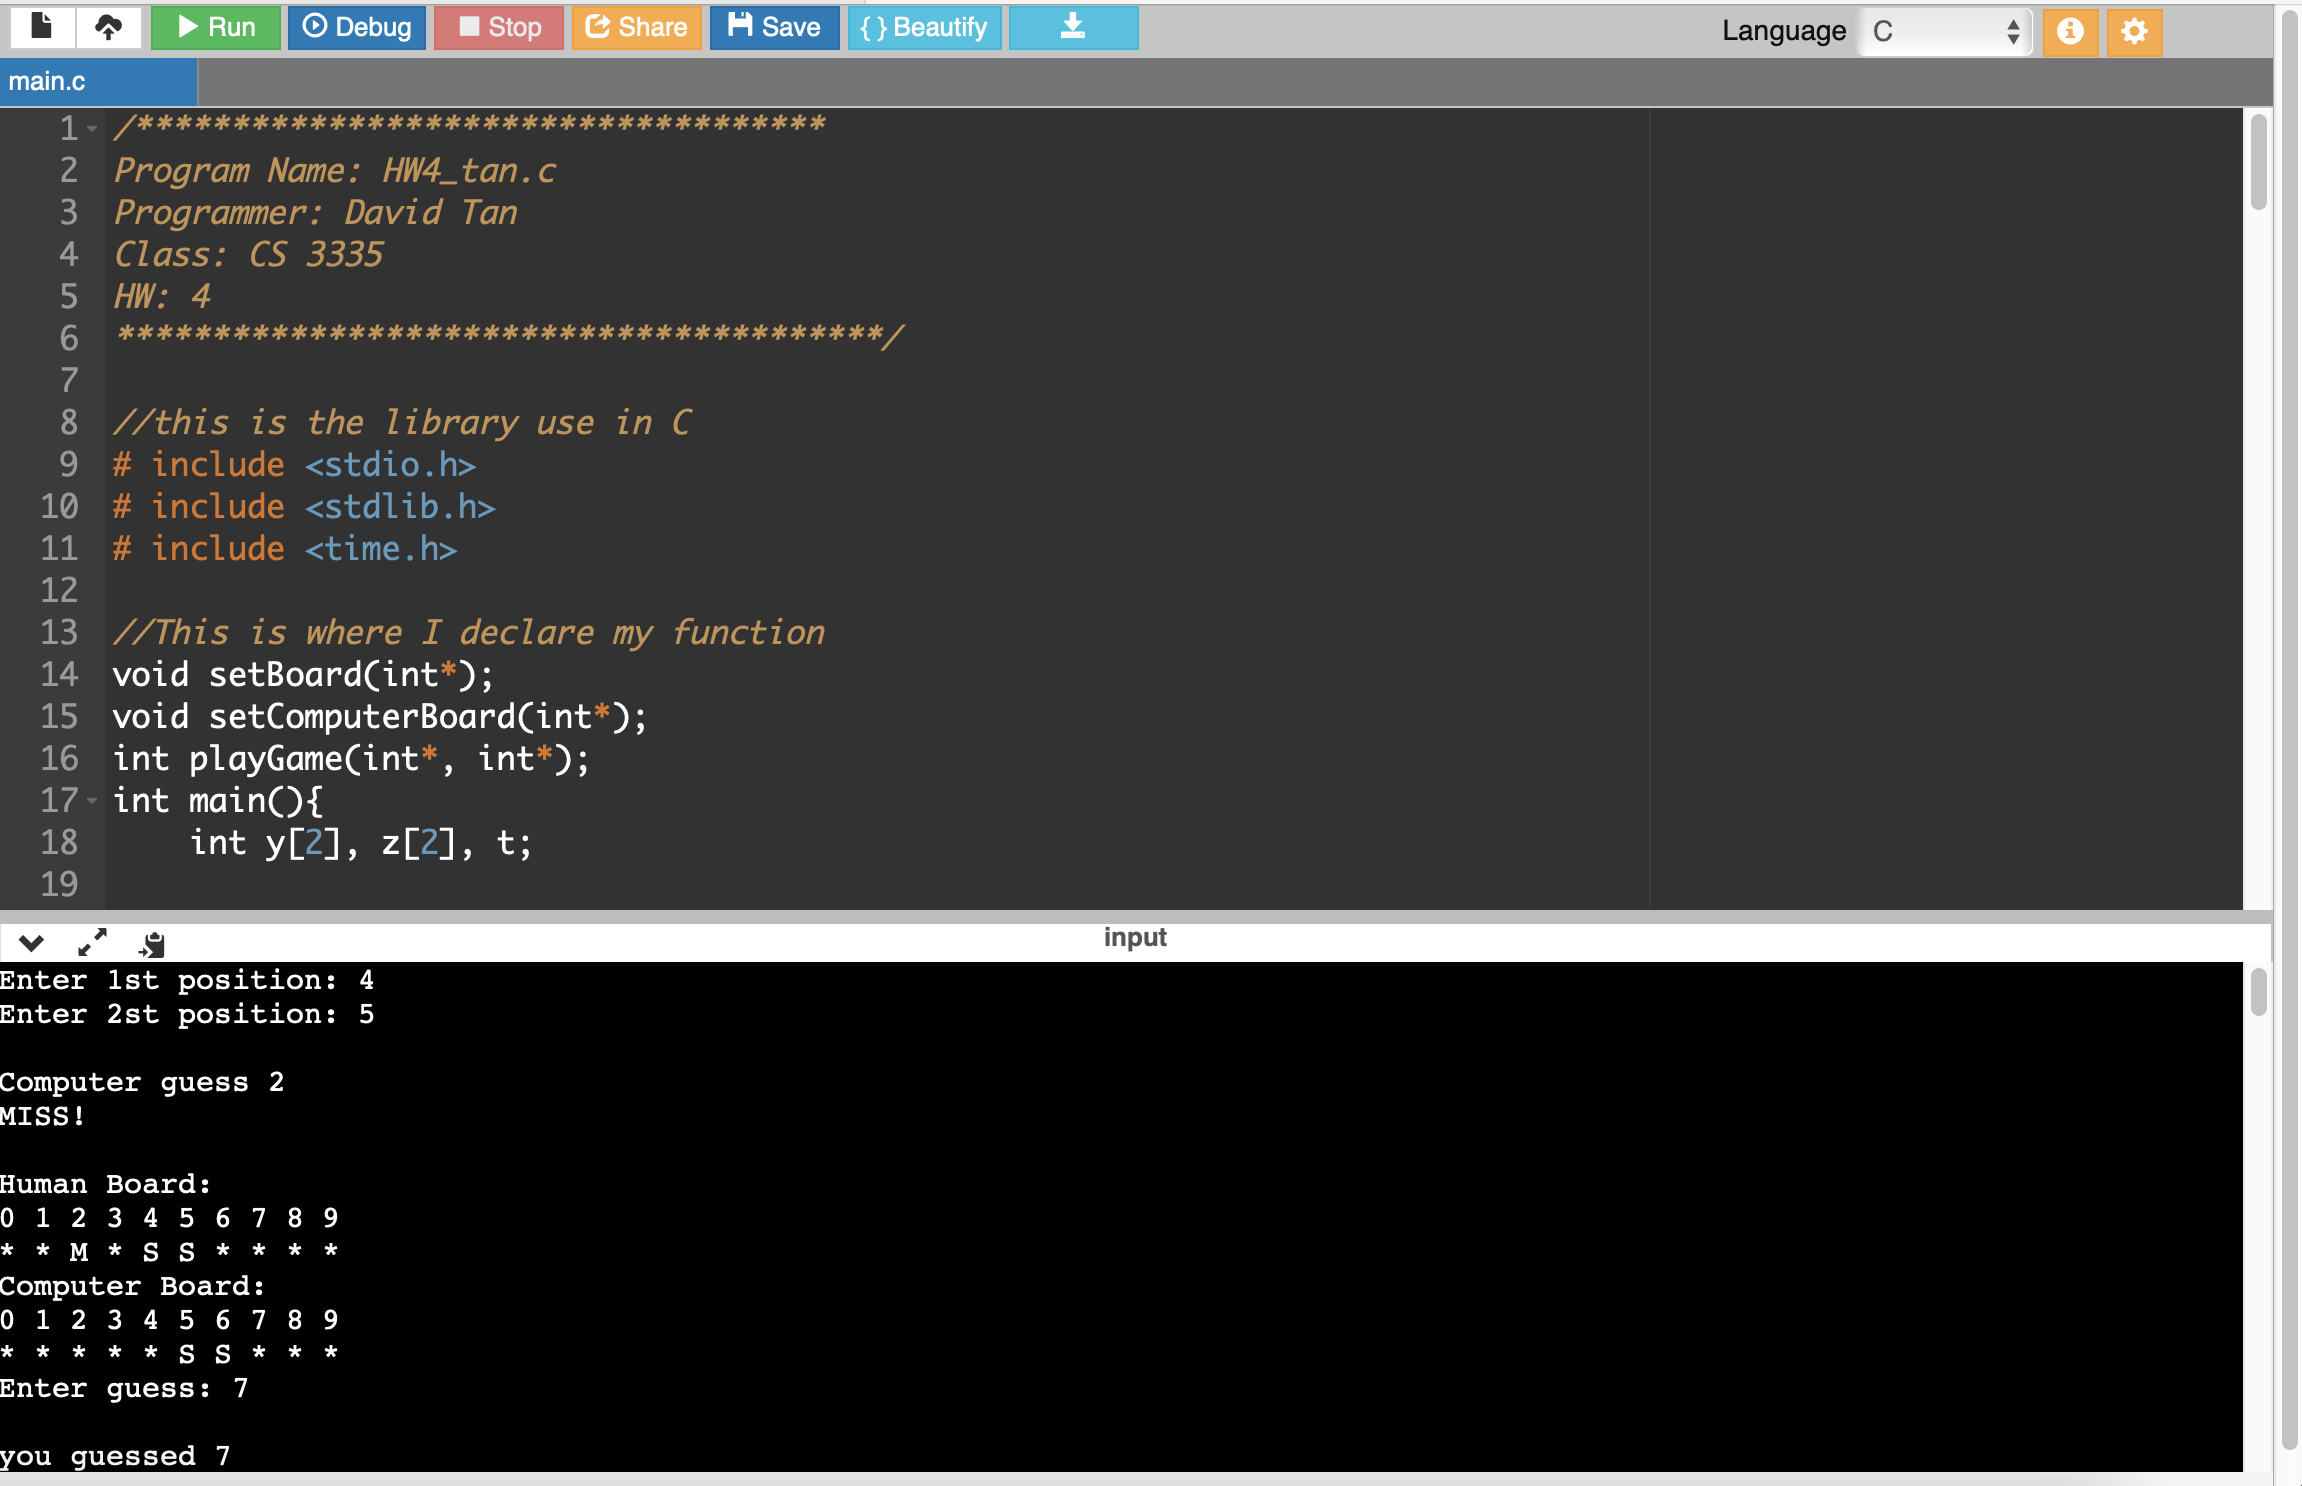 Run Debug Stop Share Save { } Beautify Language C
main.c
1 /************************************
2 Program Name: HW4_tan.c
3 Programmer: David Tan
4 Class: CS 3335
5 HW: 4
6 ****************************************/
7
8 //this is the library use in C
9 # include <stdio.h>
10 # include <stdlib.h>
11 # include <time.h>
12
13 //This is where I declare my function
14 void setBoard(int*);
15 void setComputerBoard(int*);
16 int playGame(int*, int*);
17 int main(){
18     int y[2], z[2], t;
19
input
Enter 1st position: 4
Enter 2st position: 5
Computer guess 2
MISS!
Human Board:
0 1 2 3 4 5 6 7 8 9
* * M * S S * * * *
Computer Board:
0 1 2 3 4 5 6 7 8 9
* * * * * S S * * *
Enter guess: 7
you guessed 7